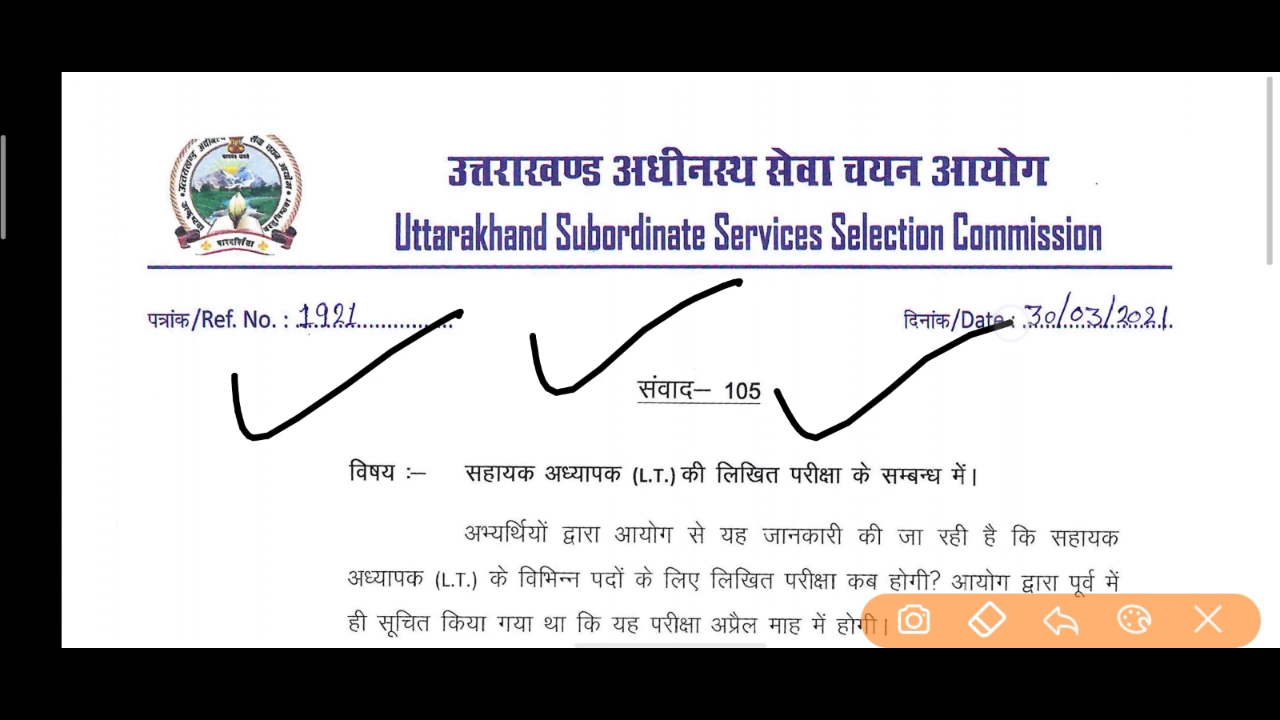 उत्तराखण्ड अधीनस्थ सेवा चयन आयोग
Uttarakhand Subordinate Services Selection Commission
पत्रांक/Ref. No. : 1921
दिनांक/Date : 30/03/2021
संवाद– 105
विषय :– सहायक अध्यापक (L.T.) की लिखित परीक्षा के सम्बन्ध में।
अभ्यर्थियों द्वारा आयोग से यह जानकारी की जा रही है कि सहायक
अध्यापक (L.T.) के विभिन्न पदों के लिए लिखित परीक्षा कब होगी? आयोग द्वारा पूर्व में
ही सूचित किया गया था कि यह परीक्षा अप्रैल माह में होगी।
पारदर्शिता